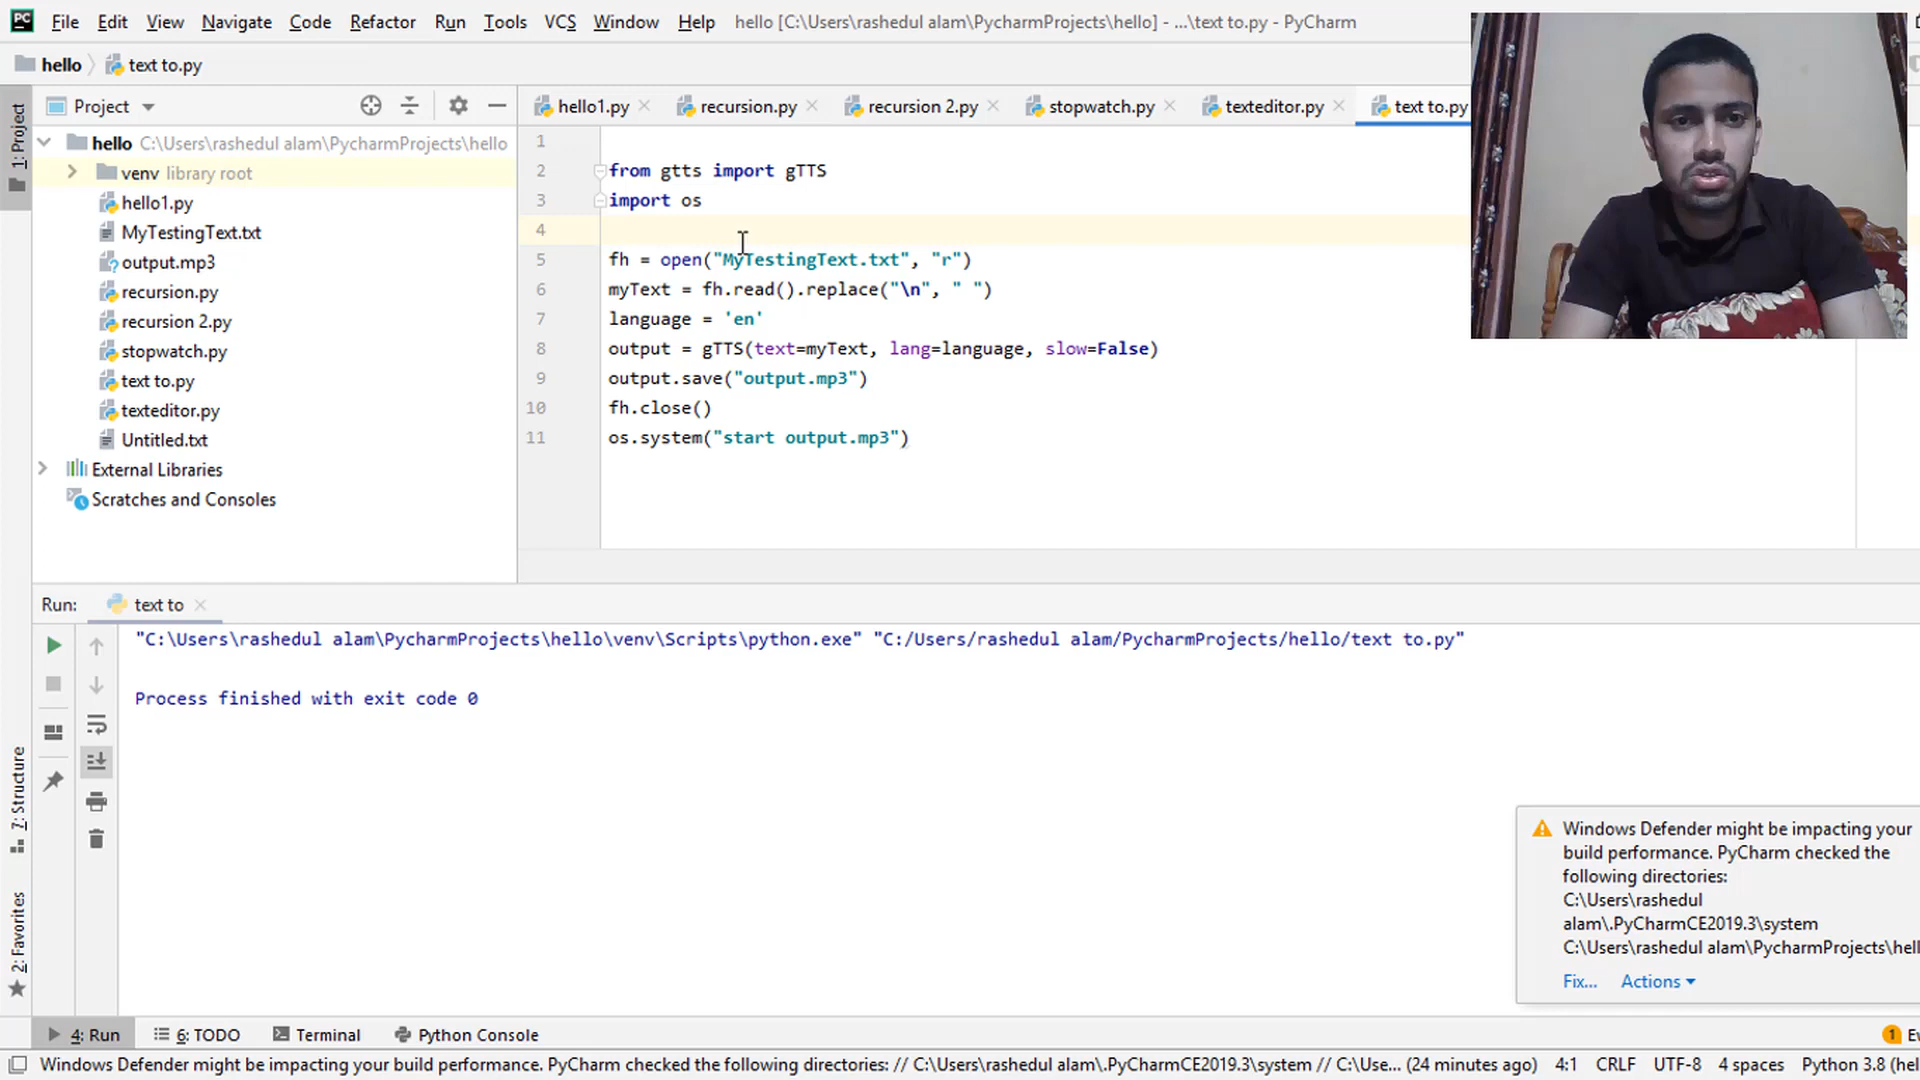 File Edit View Navigate Code Refactor Run Tools VCS Window Help hello [C:\Users\rashedul alam\PycharmProjects\hello] - ...\text to.py - PyCharm
hello text to.py
Project
hello1.py recursion.py recursion 2.py stopwatch.py texteditor.py text to.py
1: Project
hello C:\Users\rashedul alam\PycharmProjects\hello
venv library root
hello1.py
MyTestingText.txt
output.mp3
recursion.py
recursion 2.py
stopwatch.py
text to.py
texteditor.py
Untitled.txt
External Libraries
Scratches and Consoles
1
2 from gtts import gTTS
3 import os
4
5 fh = open("MyTestingText.txt", "r")
6 myText = fh.read().replace("\n", " ")
7 language = 'en'
8 output = gTTS(text=myText, lang=language, slow=False)
9 output.save("output.mp3")
10 fh.close()
11 os.system("start output.mp3")
Run: text to
"C:\Users\rashedul alam\PycharmProjects\hello\venv\Scripts\python.exe" "C:/Users/rashedul alam/PycharmProjects/hello/text to.py"
Process finished with exit code 0
7: Structure
2: Favorites
Windows Defender might be impacting your
build performance. PyCharm checked the
following directories:
C:\Users\rashedul
alam\.PyCharmCE2019.3\system
C:\Users\rashedul alam\PycharmProjects\hell
Fix... Actions
4: Run 6: TODO Terminal Python Console 1 Ev
Windows Defender might be impacting your build performance. PyCharm checked the following directories: // C:\Users\rashedul alam\.PyCharmCE2019.3\system // C:\Use... (24 minutes ago) 4:1 CRLF UTF-8 4 spaces Python 3.8 (hel